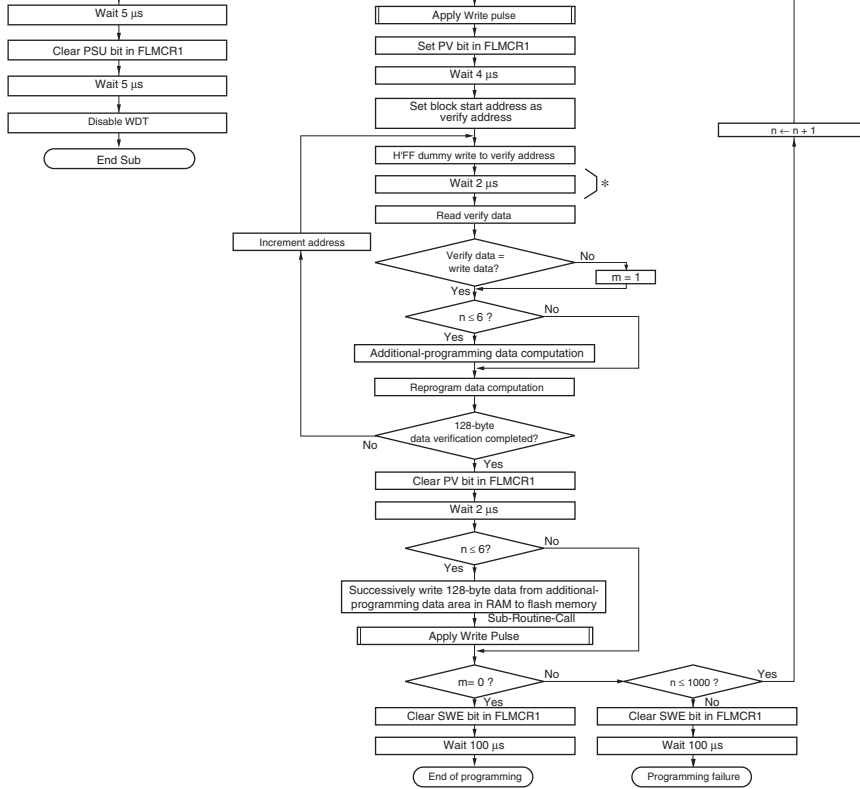 Wait 5 µs
Clear PSU bit in FLMCR1
Wait 5 µs
Disable WDT
End Sub
Apply Write pulse
Set PV bit in FLMCR1
Wait 4 µs
Set block start address as
verify address
n ← n + 1
H'FF dummy write to verify address
Wait 2 µs
*
Read verify data
Increment address
Verify data =
write data?
No
m = 1
Yes
n ≤ 6 ?
No
Yes
Additional-programming data computation
Reprogram data computation
128-byte
data verification completed?
No
Yes
Clear PV bit in FLMCR1
Wait 2 µs
n ≤ 6?
No
Yes
Successively write 128-byte data from additional-
programming data area in RAM to flash memory
Sub-Routine-Call
Apply Write Pulse
m= 0 ?
No
n ≤ 1000 ?
Yes
Yes
No
Clear SWE bit in FLMCR1
Clear SWE bit in FLMCR1
Wait 100 µs
Wait 100 µs
End of programming
Programming failure